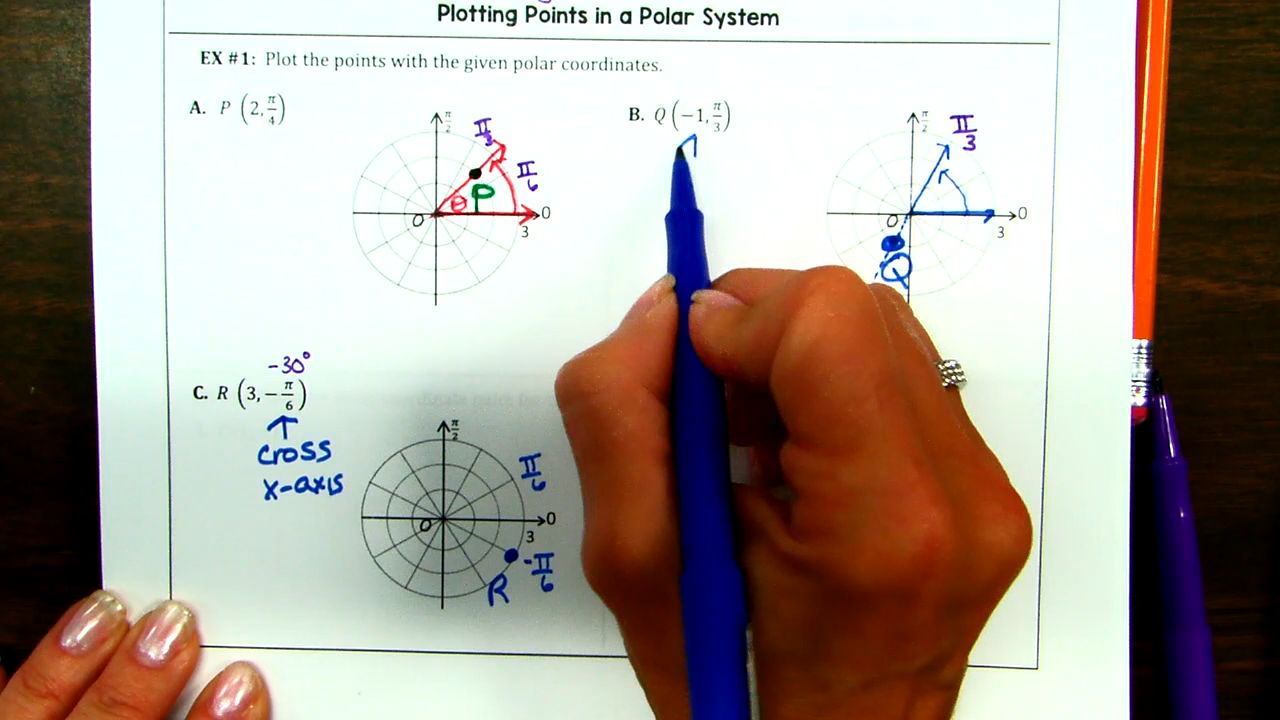 Plotting Points in a Polar System
EX #1: Plot the points with the given polar coordinates.
A. P (2, π/4)
π/2
π/3
π/6
θ
P
O
0
3
B. Q (−1, π/3)
π/2
π/3
O
0
3
Q
-30°
C. R (3, −π/6)
↑
cross
x-axis
π/2
π/6
O
0
3
-π/6
R